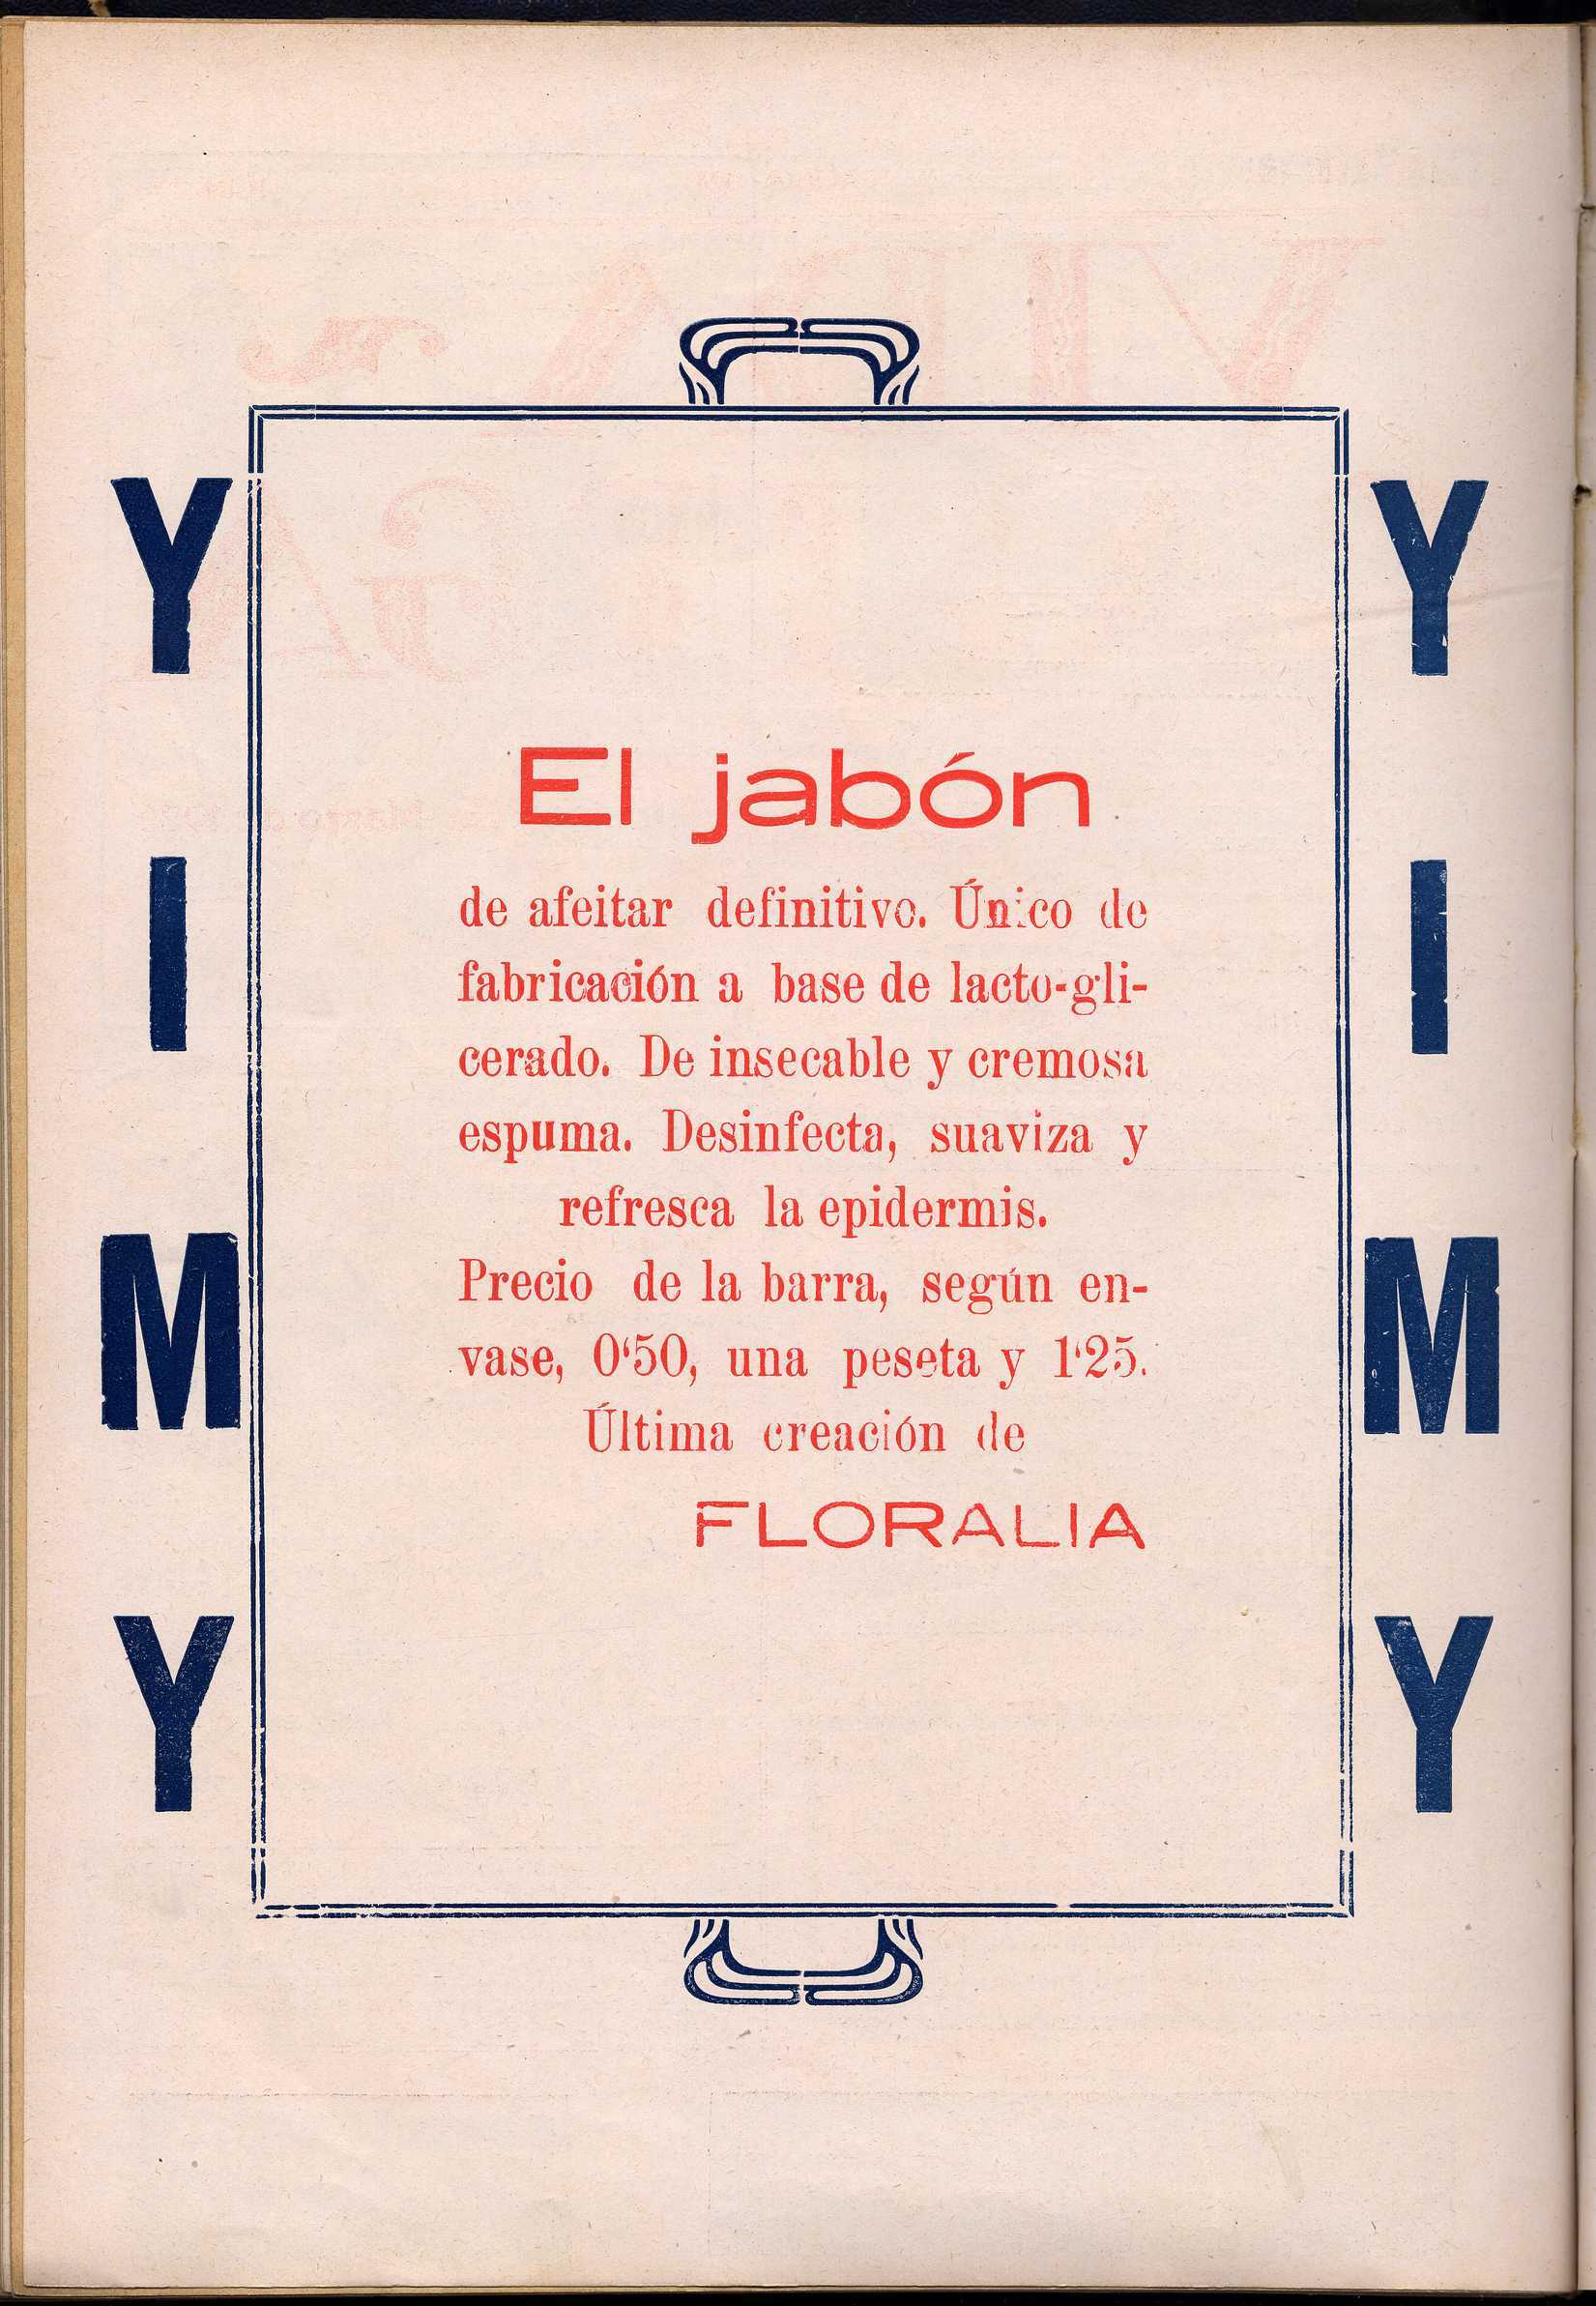 YIMY
El jabón
de afeitar definitivo. Único de
fabricación a base de lacto-gli-
cerado. De insecable y cremosa
espuma. Desinfecta, suaviza y
refresca la epidermis.
Precio de la barra, según en-
vase, 0‘50, una peseta y 1‘25.
Última creación de
FLORALIA
YIMY